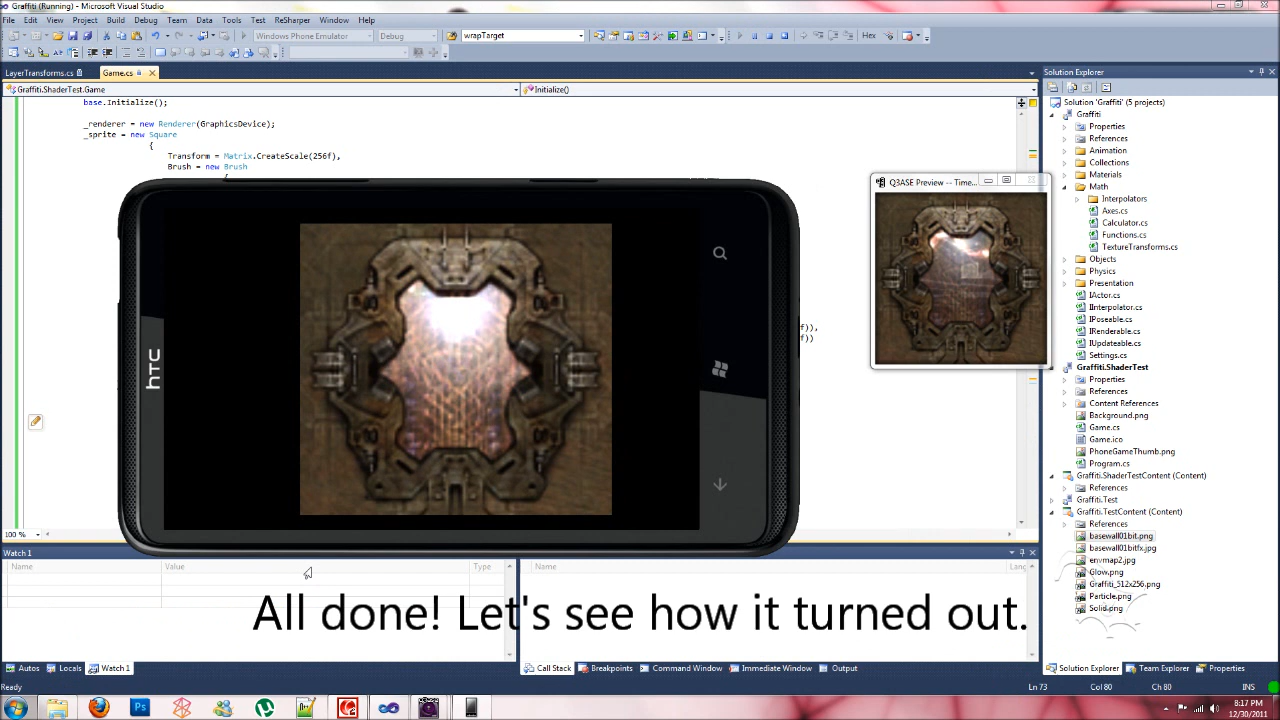 Graffiti (Running) - Microsoft Visual Studio
File Edit View Project Build Debug Team Data Tools Test ReSharper Window Help
Windows Phone Emulator Debug wrapTarget Hex
LayerTransforms.cs Game.cs Solution Explorer
Graffiti.ShaderTest.Game Initialize()
base.Initialize();
_renderer = new Renderer(GraphicsDevice);
_sprite = new Square
{
Transform = Matrix.CreateScale(256f),
Brush = new Brush
{
f)),
f))
hTC
Q3ASE Preview -- Time...
Solution 'Graffiti' (5 projects)
Graffiti
Properties
References
Animation
Collections
Materials
Math
Interpolators
Axes.cs
Calculator.cs
Functions.cs
TextureTransforms.cs
Objects
Physics
Presentation
IActor.cs
IInterpolator.cs
IPoseable.cs
IRenderable.cs
IUpdateable.cs
Settings.cs
Graffiti.ShaderTest
Properties
References
Content References
Background.png
Game.cs
Game.ico
PhoneGameThumb.png
Program.cs
Graffiti.ShaderTestContent (Content)
References
Graffiti.Test
Graffiti.TestContent (Content)
References
basewall01bit.png
basewall01bitfx.jpg
envmap2.jpg
Glow.png
Graffiti_512x256.png
Particle.png
Solid.png
100 %
Watch 1
Name Value Type Name Lang
All done! Let's see how it turned out.
Autos Locals Watch 1 Call Stack Breakpoints Command Window Immediate Window Output Solution Explorer Team Explorer Properties
Ready Ln 73 Col 80 Ch 80 INS
8:17 PM
12/30/2011